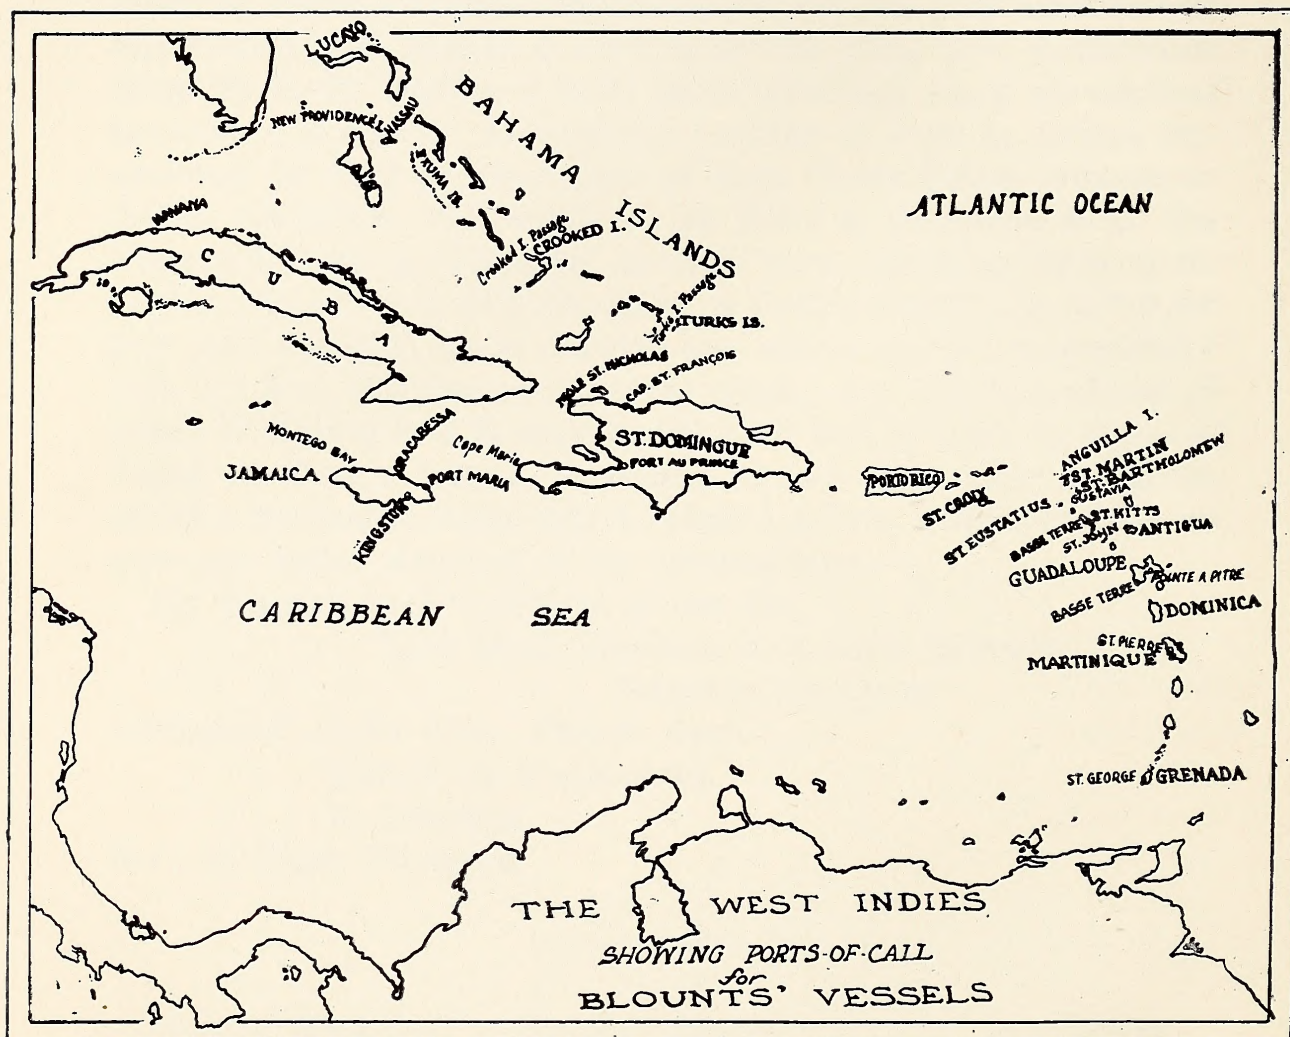 LUCAYO
BAHAMA ISLANDS
NEW PROVIDENCE I.
NASSAU
EXUMA IS.
ATLANTIC OCEAN
HAVANA
CUBA
Crooked I. Passage
CROOKED I.
Turks I. Passage
TURKS IS.
MOLE ST. NICHOLAS
CAP. ST. FRANÇOIS
MONTEGO BAY
ORACABESSA
Cape Maria
ST. DOMINGUE
PORT AU PRINCE
JAMAICA
PORT MARIA
KINGSTON
PORTO RICO
ST. CROIX
ANGUILLA I.
ST. MARTIN
ST. BARTHOLOMEW
GUSTAVIA
ST. EUSTATIUS
ST. KITTS
BASSE TERRE
ST. JOHN
ANTIGUA
GUADALOUPE
POINTE A PITRE
BASSE TERRE
DOMINICA
CARIBBEAN SEA
ST. PIERRE
MARTINIQUE
ST. GEORGE
GRENADA
THE WEST INDIES
SHOWING PORTS-OF-CALL
for
BLOUNTS' VESSELS